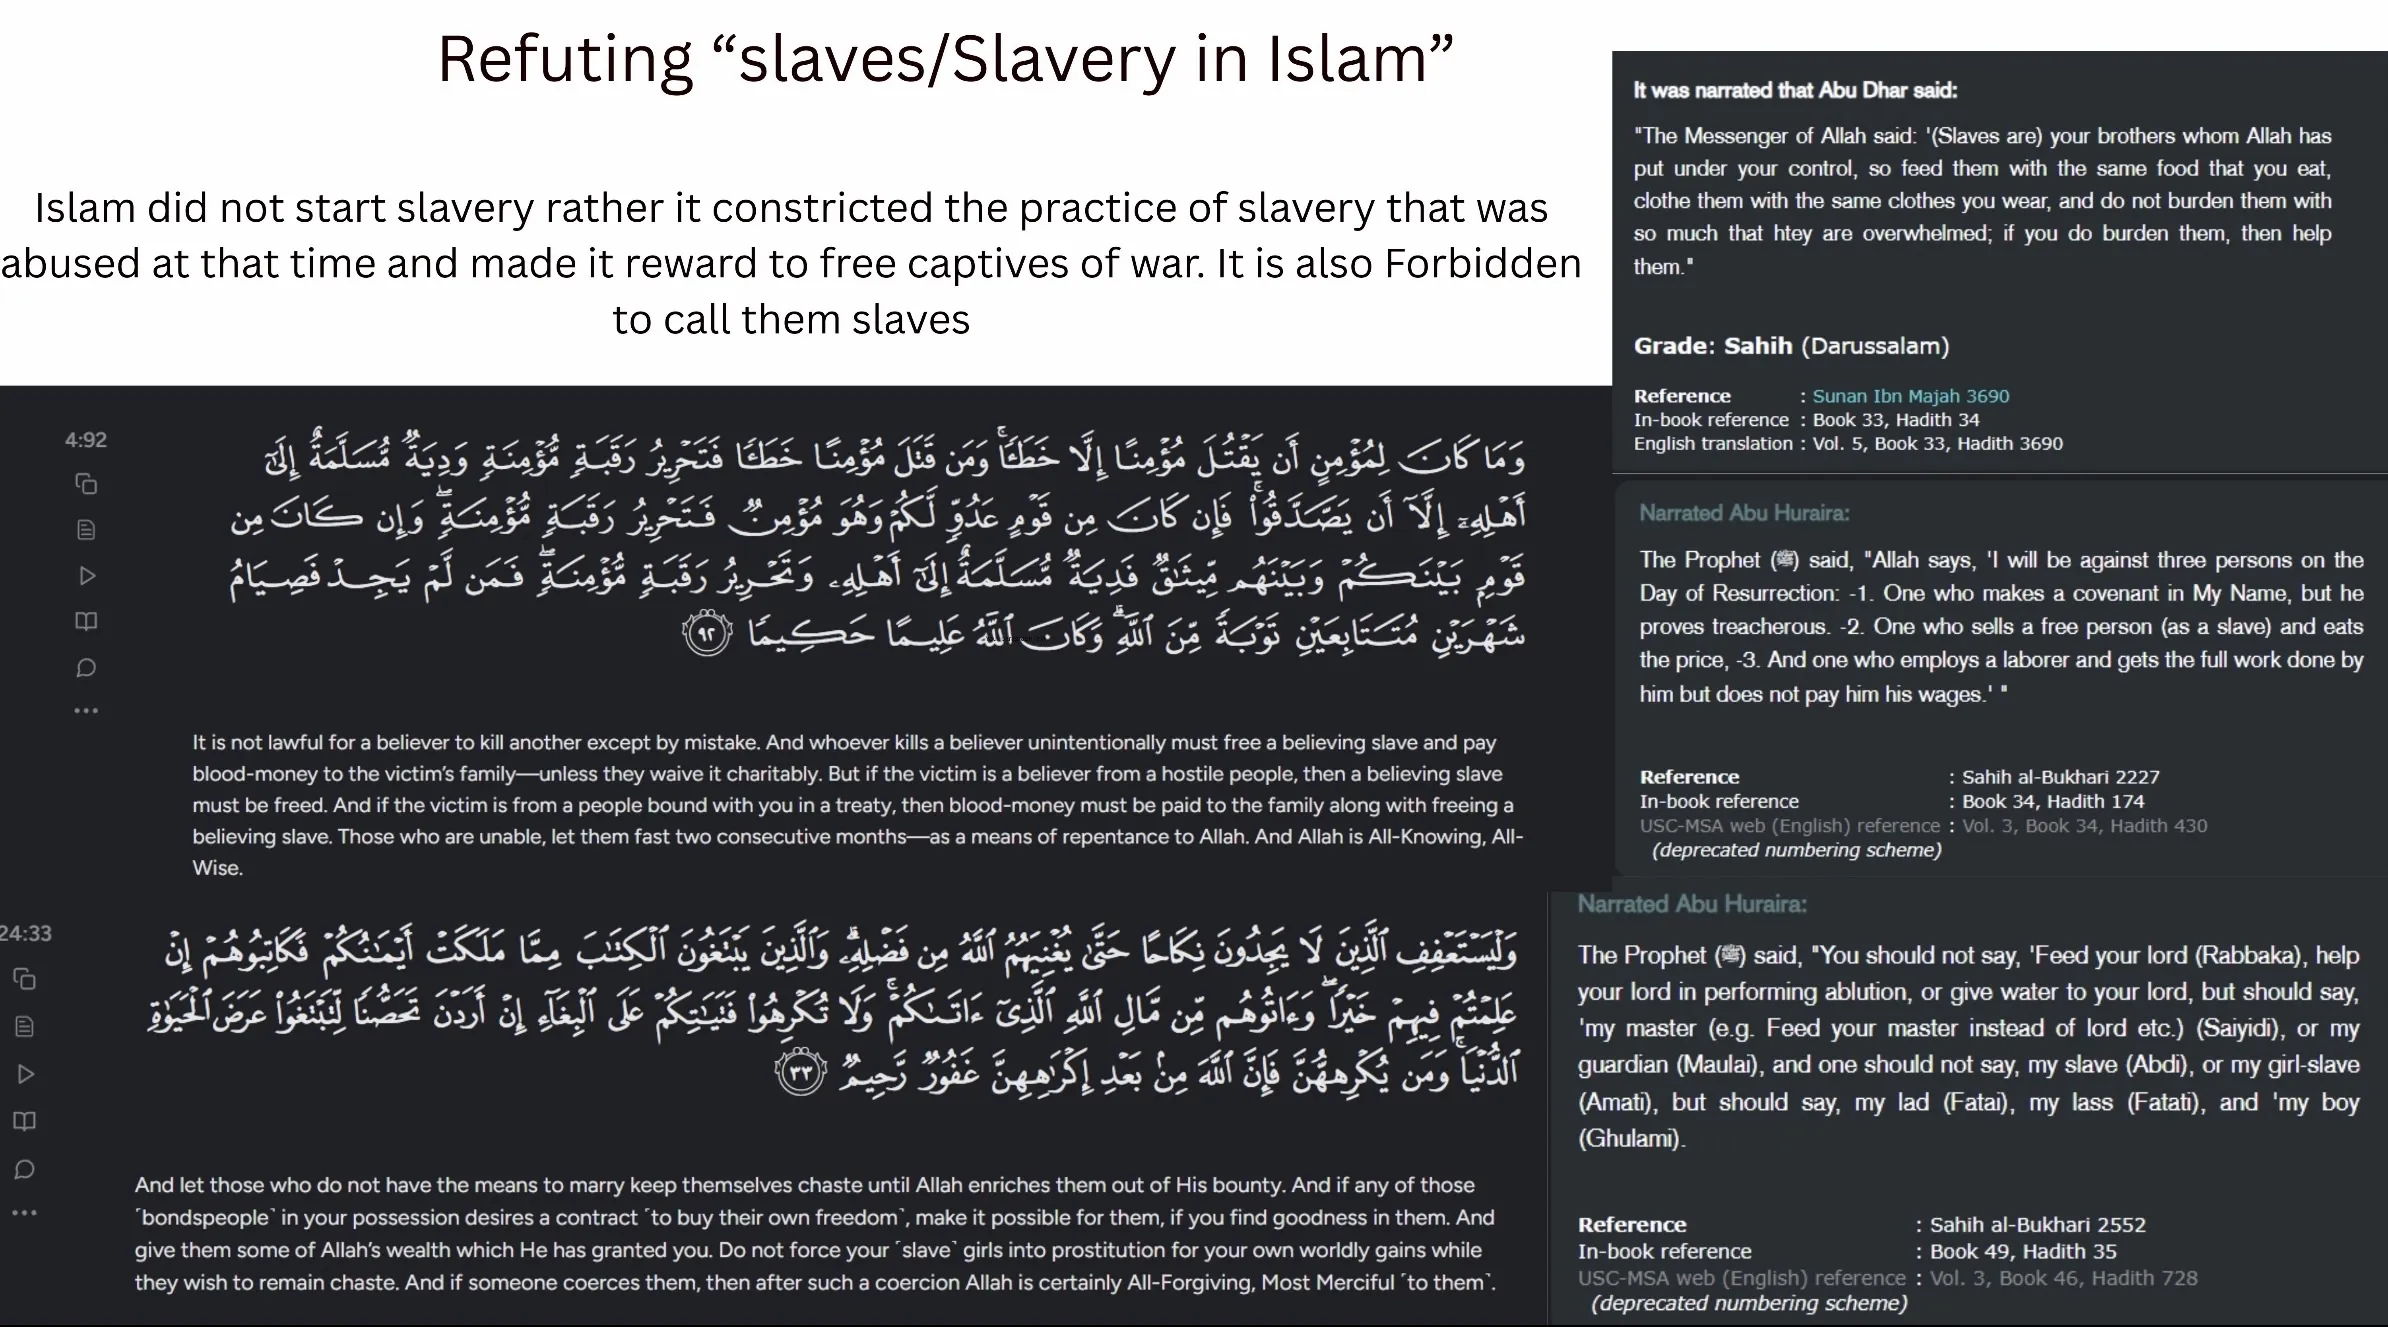 Refuting “slaves/Slavery in Islam”
Islam did not start slavery rather it constricted the practice of slavery that was
abused at that time and made it reward to free captives of war. It is also Forbidden
to call them slaves
4:92
وَمَا كَانَ لِمُؤْمِنٍ أَن يَقْتُلَ مُؤْمِنًا إِلَّا خَطَـًٔا ۚ وَمَن قَتَلَ مُؤْمِنًا خَطَـًٔا فَتَحْرِيرُ رَقَبَةٍ مُّؤْمِنَةٍ وَدِيَةٌ مُّسَلَّمَةٌ إِلَىٰٓ
أَهْلِهِۦٓ إِلَّآ أَن يَصَّدَّقُوا۟ ۚ فَإِن كَانَ مِن قَوْمٍ عَدُوٍّ لَّكُمْ وَهُوَ مُؤْمِنٌ فَتَحْرِيرُ رَقَبَةٍ مُّؤْمِنَةٍ ۖ وَإِن كَانَ مِن
قَوْمٍۭ بَيْنَكُمْ وَبَيْنَهُم مِّيثَـٰقٌ فَدِيَةٌ مُّسَلَّمَةٌ إِلَىٰٓ أَهْلِهِۦ وَتَحْرِيرُ رَقَبَةٍ مُّؤْمِنَةٍ ۖ فَمَن لَّمْ يَجِدْ فَصِيَامُ
شَهْرَيْنِ مُتَتَابِعَيْنِ تَوْبَةً مِّنَ ٱللَّهِ ۗ وَكَانَ ٱللَّهُ عَلِيمًا حَكِيمًا ٩٢
It is not lawful for a believer to kill another except by mistake. And whoever kills a believer unintentionally must free a believing slave and pay
blood-money to the victim’s family—unless they waive it charitably. But if the victim is a believer from a hostile people, then a believing slave
must be freed. And if the victim is from a people bound with you in a treaty, then blood-money must be paid to the family along with freeing a
believing slave. Those who are unable, let them fast two consecutive months—as a means of repentance to Allah. And Allah is All-Knowing, All-
Wise.
24:33
وَلْيَسْتَعْفِفِ ٱلَّذِينَ لَا يَجِدُونَ نِكَاحًا حَتَّىٰ يُغْنِيَهُمُ ٱللَّهُ مِن فَضْلِهِۦ ۗ وَٱلَّذِينَ يَبْتَغُونَ ٱلْكِتَـٰبَ مِمَّا مَلَكَتْ أَيْمَـٰنُكُمْ فَكَاتِبُوهُمْ إِنْ
عَلِمْتُمْ فِيهِمْ خَيْرًا ۖ وَءَاتُوهُم مِّن مَّالِ ٱللَّهِ ٱلَّذِىٓ ءَاتَىٰكُمْ ۚ وَلَا تُكْرِهُوا۟ فَتَيَـٰتِكُمْ عَلَى ٱلْبِغَآءِ إِنْ أَرَدْنَ تَحَصُّنًا لِّتَبْتَغُوا۟ عَرَضَ ٱلْحَيَوٰةِ
ٱلدُّنْيَا ۚ وَمَن يُكْرِههُّنَّ فَإِنَّ ٱللَّهَ مِنۢ بَعْدِ إِكْرَٰهِهِنَّ غَفُورٌ رَّحِيمٌ ٣٣
And let those who do not have the means to marry keep themselves chaste until Allah enriches them out of His bounty. And if any of those
˹bondspeople˺ in your possession desires a contract ˹to buy their own freedom˺, make it possible for them, if you find goodness in them. And
give them some of Allah’s wealth which He has granted you. Do not force your ˹slave˺ girls into prostitution for your own worldly gains while
they wish to remain chaste. And if someone coerces them, then after such a coercion Allah is certainly All-Forgiving, Most Merciful ˹to them˺.
It was narrated that Abu Dhar said:
"The Messenger of Allah said: '(Slaves are) your brothers whom Allah has
put under your control, so feed them with the same food that you eat,
clothe them with the same clothes you wear, and do not burden them with
so much that htey are overwhelmed; if you do burden them, then help
them."
Grade: Sahih (Darussalam)
Reference : Sunan Ibn Majah 3690
In-book reference : Book 33, Hadith 34
English translation : Vol. 5, Book 33, Hadith 3690
Narrated Abu Huraira:
The Prophet (ﷺ) said, "Allah says, 'I will be against three persons on the
Day of Resurrection: -1. One who makes a covenant in My Name, but he
proves treacherous. -2. One who sells a free person (as a slave) and eats
the price, -3. And one who employs a laborer and gets the full work done by
him but does not pay him his wages.' "
Reference : Sahih al-Bukhari 2227
In-book reference : Book 34, Hadith 174
USC-MSA web (English) reference : Vol. 3, Book 34, Hadith 430
(deprecated numbering scheme)
Narrated Abu Huraira:
The Prophet (ﷺ) said, "You should not say, 'Feed your lord (Rabbaka), help
your lord in performing ablution, or give water to your lord, but should say,
'my master (e.g. Feed your master instead of lord etc.) (Saiyidi), or my
guardian (Maulai), and one should not say, my slave (Abdi), or my girl-slave
(Amati), but should say, my lad (Fatai), my lass (Fatati), and 'my boy
(Ghulami).
Reference : Sahih al-Bukhari 2552
In-book reference : Book 49, Hadith 35
USC-MSA web (English) reference : Vol. 3, Book 46, Hadith 728
(deprecated numbering scheme)